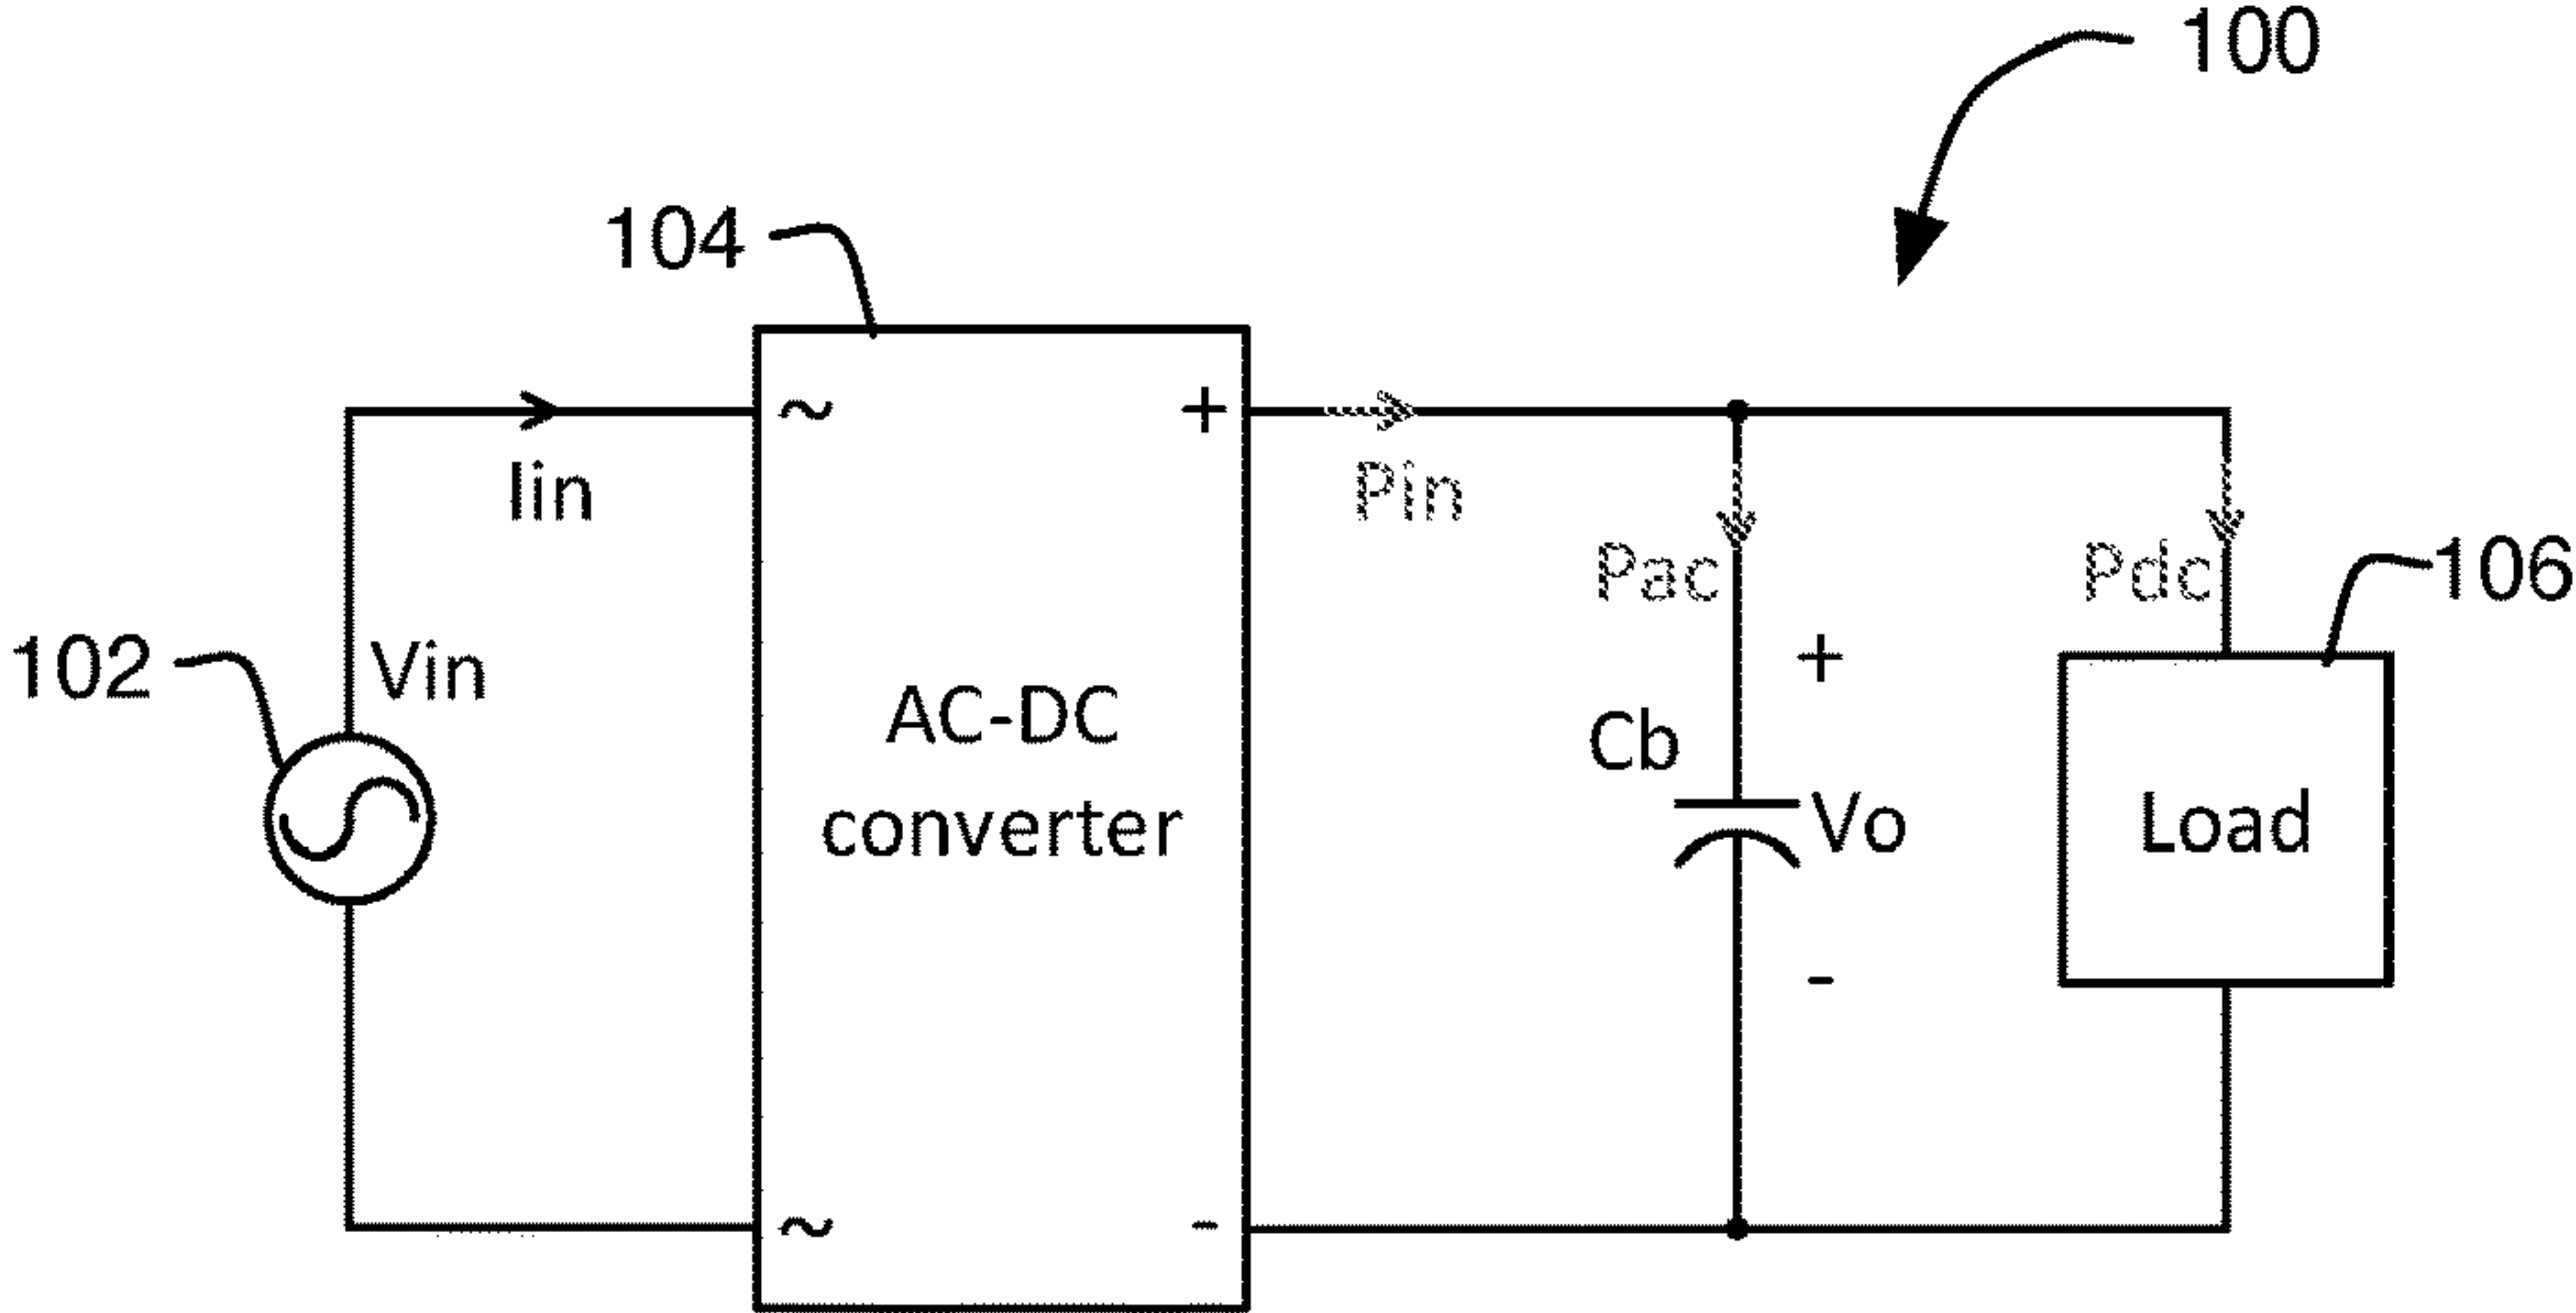 100
104
~
+
Iin
Pin
Pac
Pdc
106
102
Vin
+
AC-DC
converter
Cb
Vo
Load
-
~
-